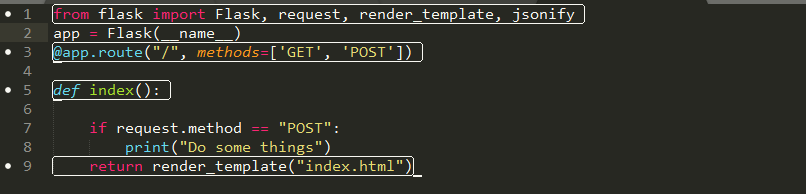 1 from flask import Flask, request, render_template, jsonify
2 app = Flask(__name__)
3 @app.route("/", methods=['GET', 'POST'])
4
5 def index():
6
7     if request.method == "POST":
8         print("Do some things")
9     return render_template("index.html")